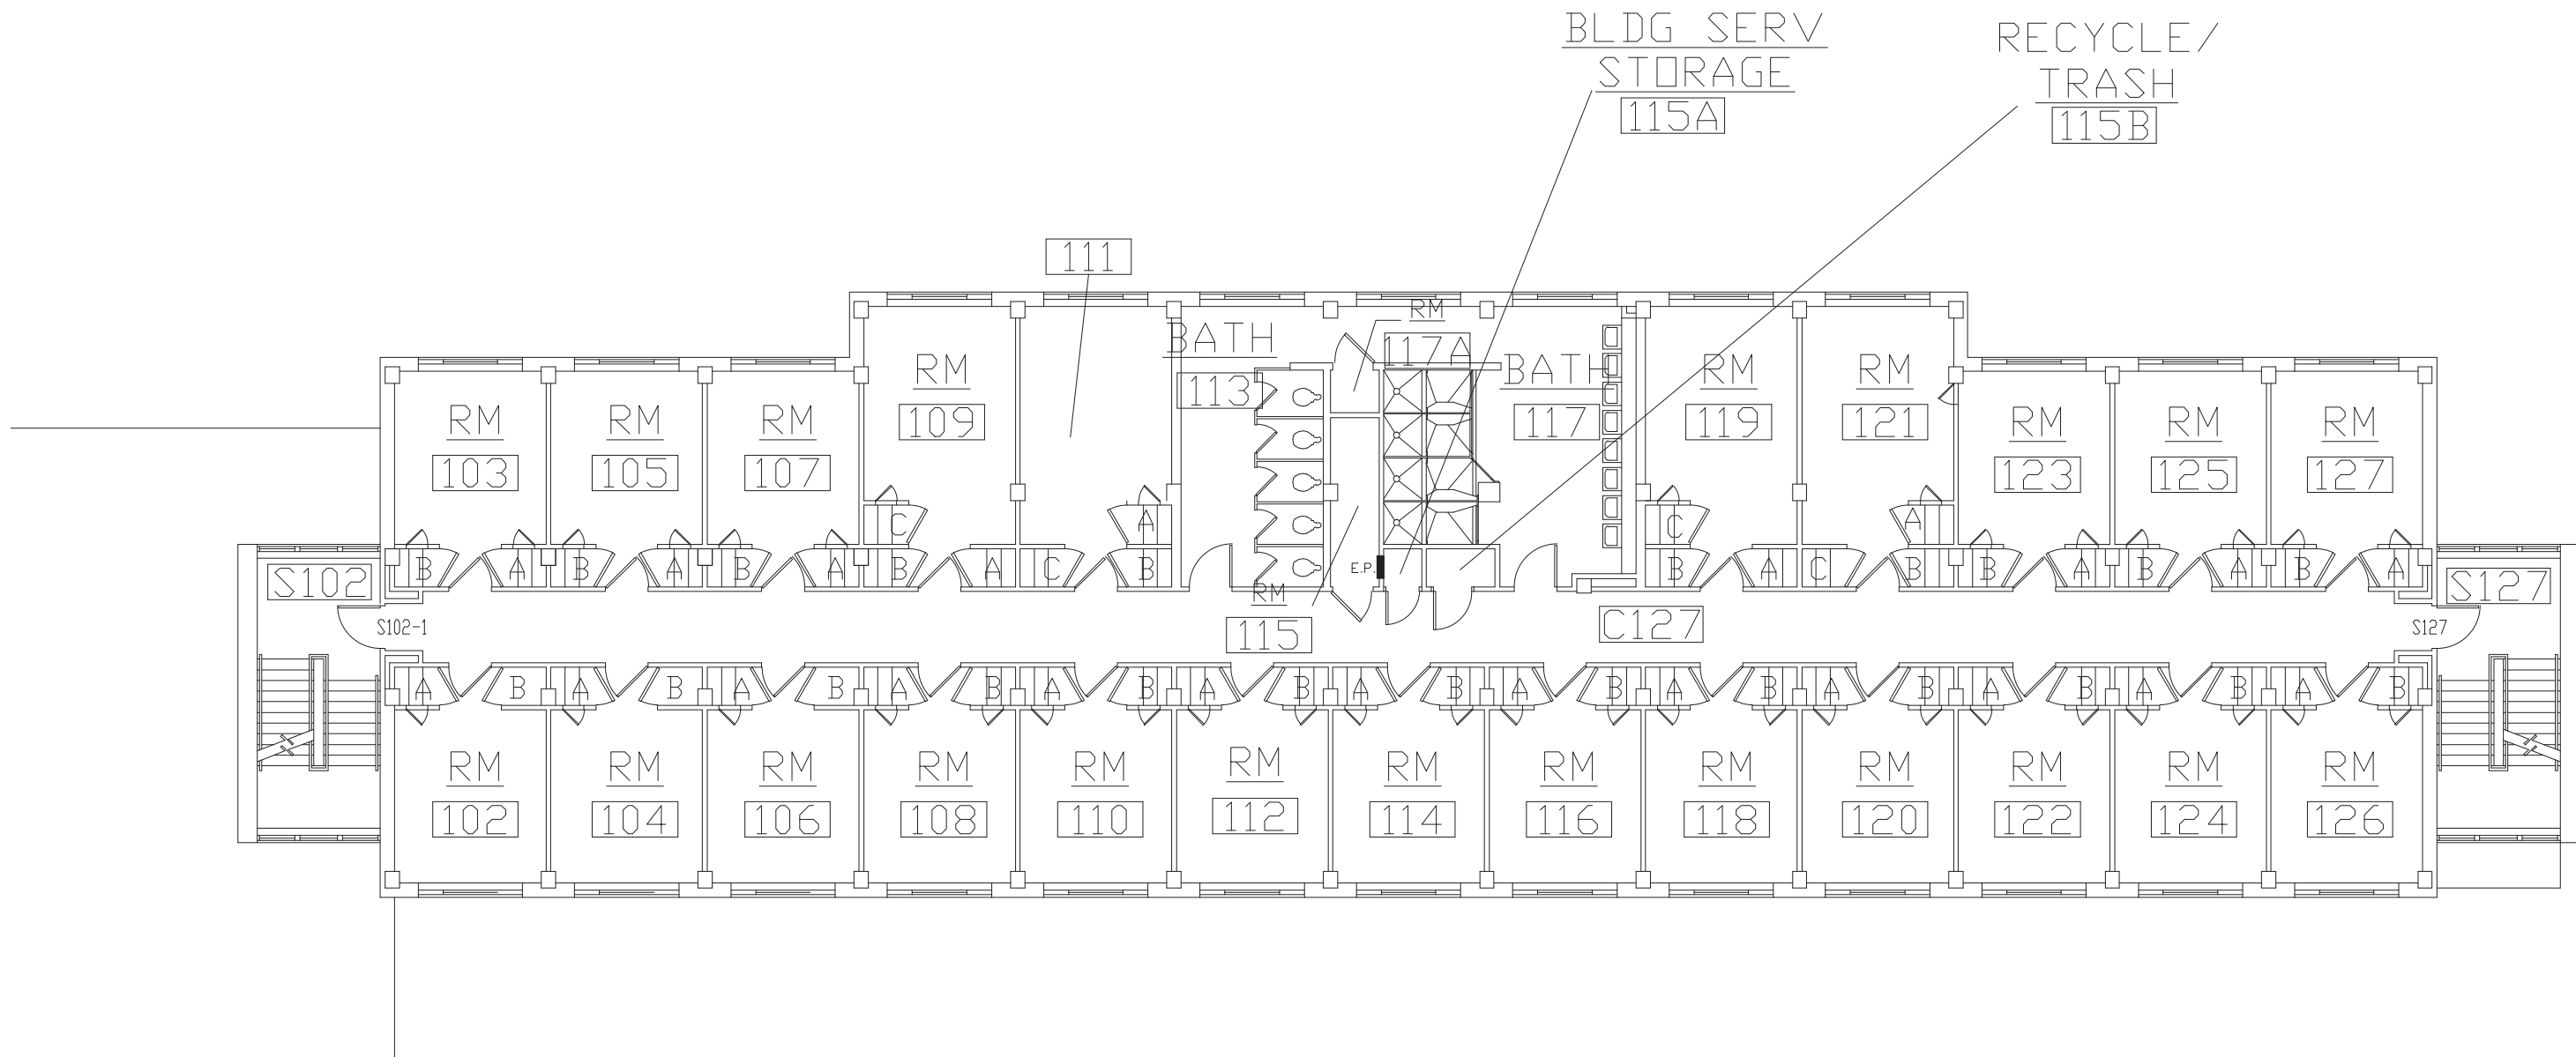 BLDG SERV
STORAGE
115A
RECYCLE/
TRASH
115B
111
RM
117A
BATH
113
BATH
117
RM
109
RM
119
RM
121
RM
103
RM
105
RM
107
RM
123
RM
125
RM
127
C
A
C
A
B
A
B
A
B
A
B
A
C
B
E.P.
B
A
C
B
B
A
B
A
B
A
S102
RM
115
C127
S127
S102-1
S127
A
B
A
B
A
B
A
B
A
B
A
B
A
B
A
B
A
B
A
B
A
B
A
B
A
B
RM
102
RM
104
RM
106
RM
108
RM
110
RM
112
RM
114
RM
116
RM
118
RM
120
RM
122
RM
124
RM
126